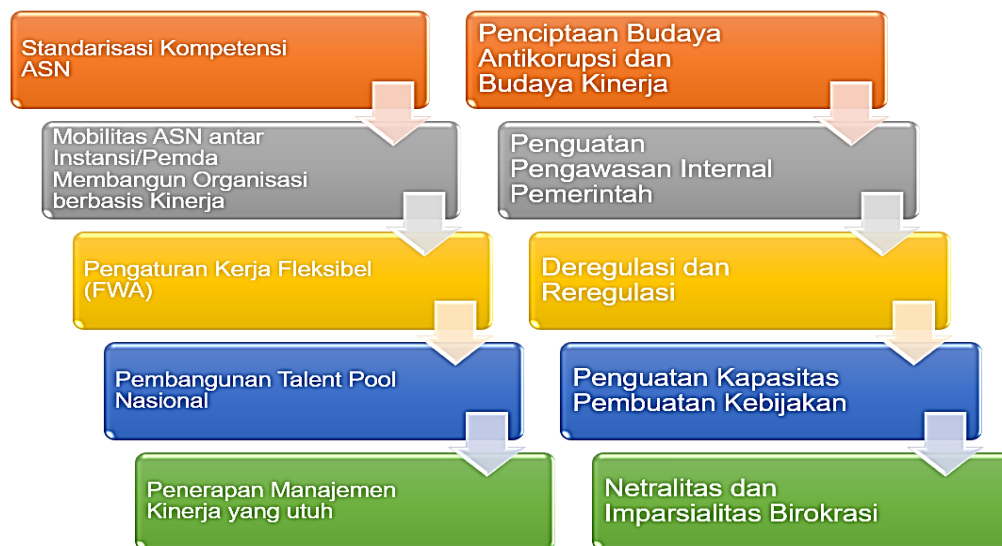 Standarisasi Kompetensi
ASN
Mobilitas ASN antar
Instansi/Pemda
Membangun Organisasi
berbasis Kinerja
Pengaturan Kerja Fleksibel
(FWA)
Pembangunan Talent Pool
Nasional
Penerapan Manajemen
Kinerja yang utuh
Penciptaan Budaya
Antikorupsi dan
Budaya Kinerja
Penguatan
Pengawasan Internal
Pemerintah
Deregulasi dan
Reregulasi
Penguatan Kapasitas
Pembuatan Kebijakan
Netralitas dan
Imparsialitas Birokrasi